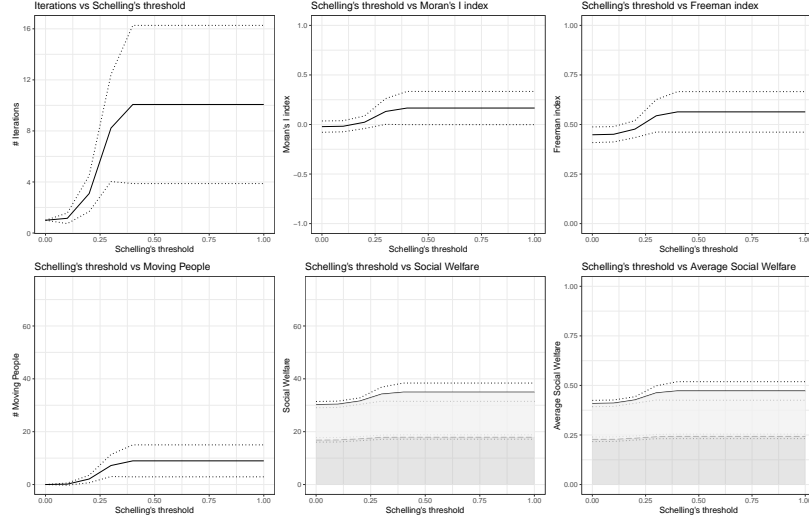 Iterations vs Schelling's threshold
16
12
8
4
0
# Iterations
0.00 0.25 0.50 0.75 1.00
Schelling's threshold
Schelling's threshold vs Moran's I index
1.0
0.5
0.0
−0.5
−1.0
Moran's I index
0.00 0.25 0.50 0.75 1.00
Schelling's threshold
Schelling's threshold vs Freeman index
1.00
0.75
0.50
0.25
0.00
Freeman index
0.00 0.25 0.50 0.75 1.00
Schelling's threshold
Schelling's threshold vs Moving People
60
40
20
0
# Moving People
0.00 0.25 0.50 0.75 1.00
Schelling's threshold
Schelling's threshold vs Social Welfare
60
40
20
0
Social Welfare
0.00 0.25 0.50 0.75 1.00
Schelling's threshold
Schelling's threshold vs Average Social Welfare
1.00
0.75
0.50
0.25
0.00
Average Social Welfare
0.00 0.25 0.50 0.75 1.00
Schelling's threshold